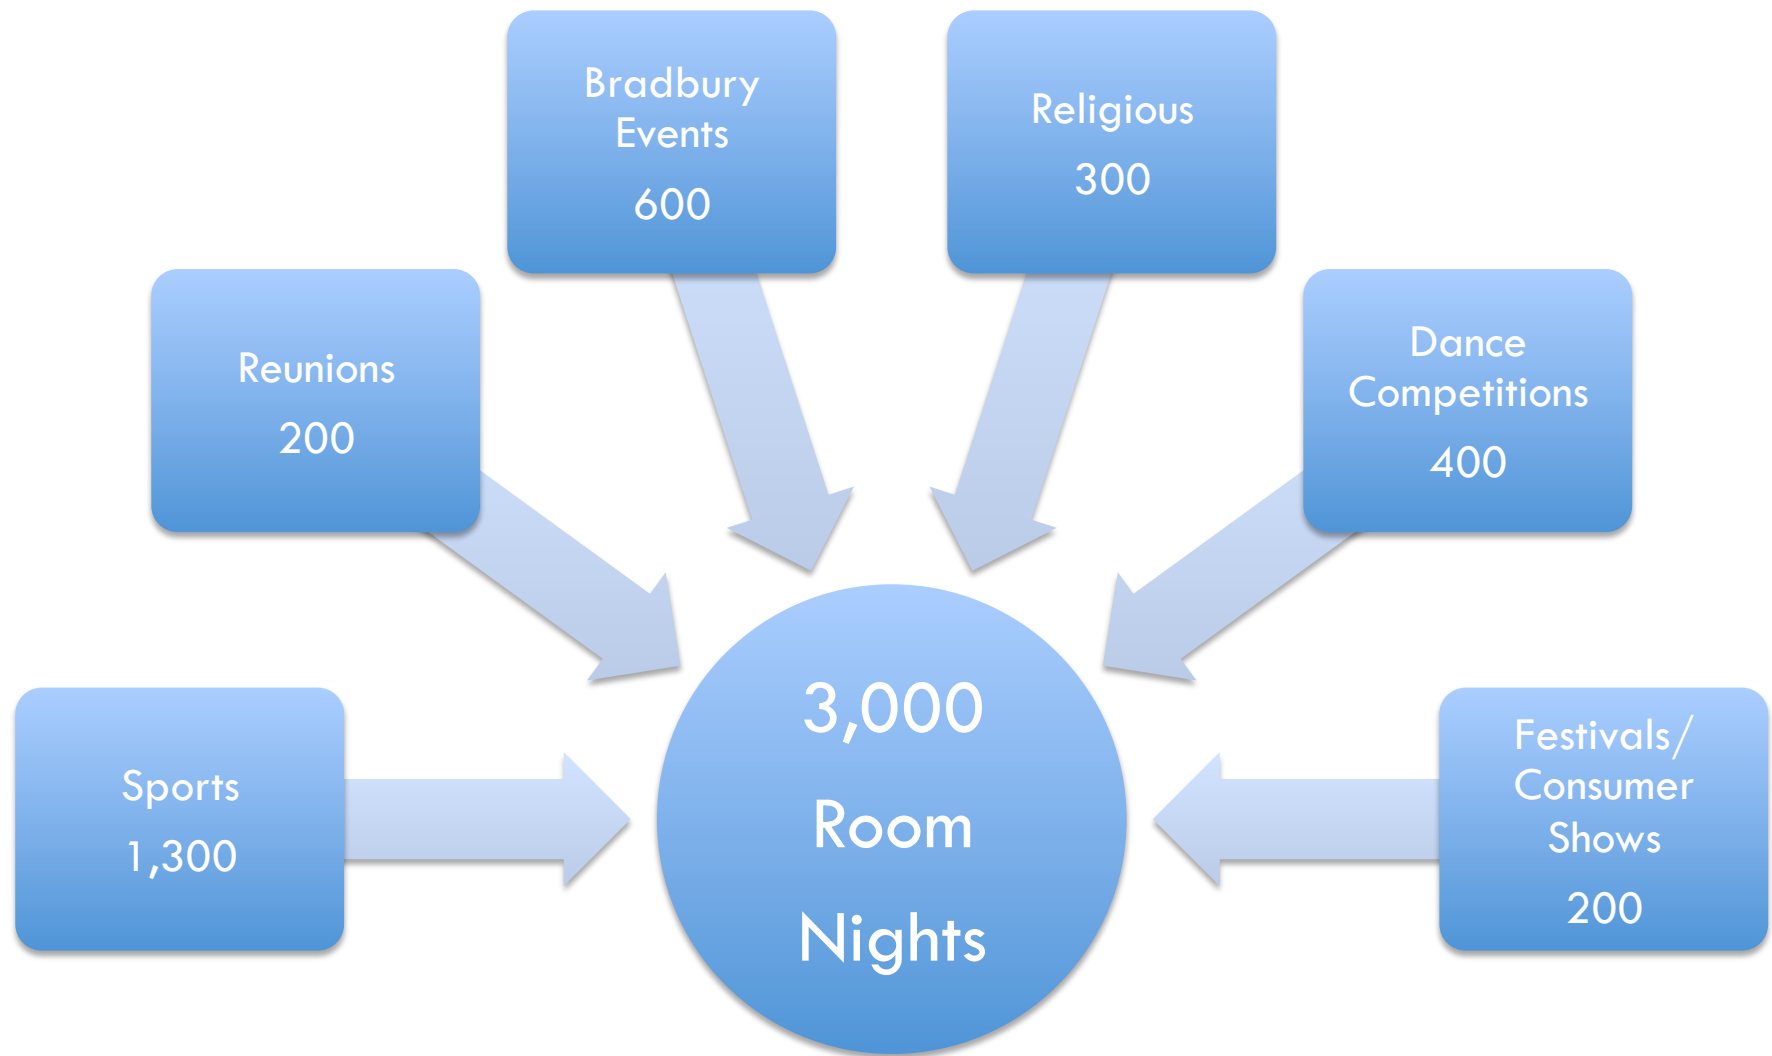 Bradbury
Events
600
Religious
300
Reunions
200
Dance
Competitions
400
Sports
1,300
3,000
Room
Nights
Festivals/
Consumer
Shows
200